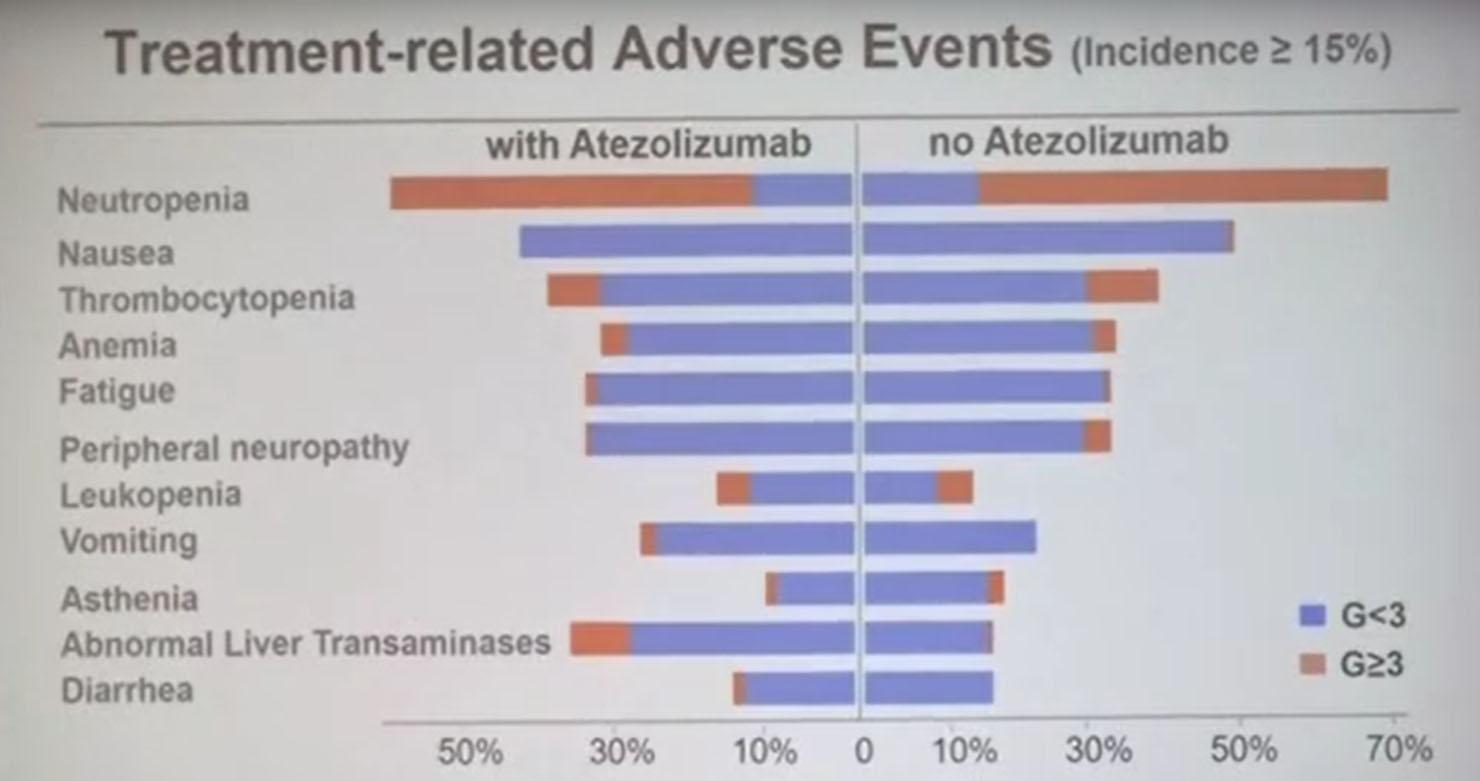 Treatment-related Adverse Events (Incidence ≥ 15%)
with Atezolizumab no Atezolizumab
Neutropenia
Nausea
Thrombocytopenia
Anemia
Fatigue
Peripheral neuropathy
Leukopenia
Vomiting
Asthenia
Abnormal Liver Transaminases
Diarrhea
G<3
G≥3
50% 30% 10% 0 10% 30% 50% 70%